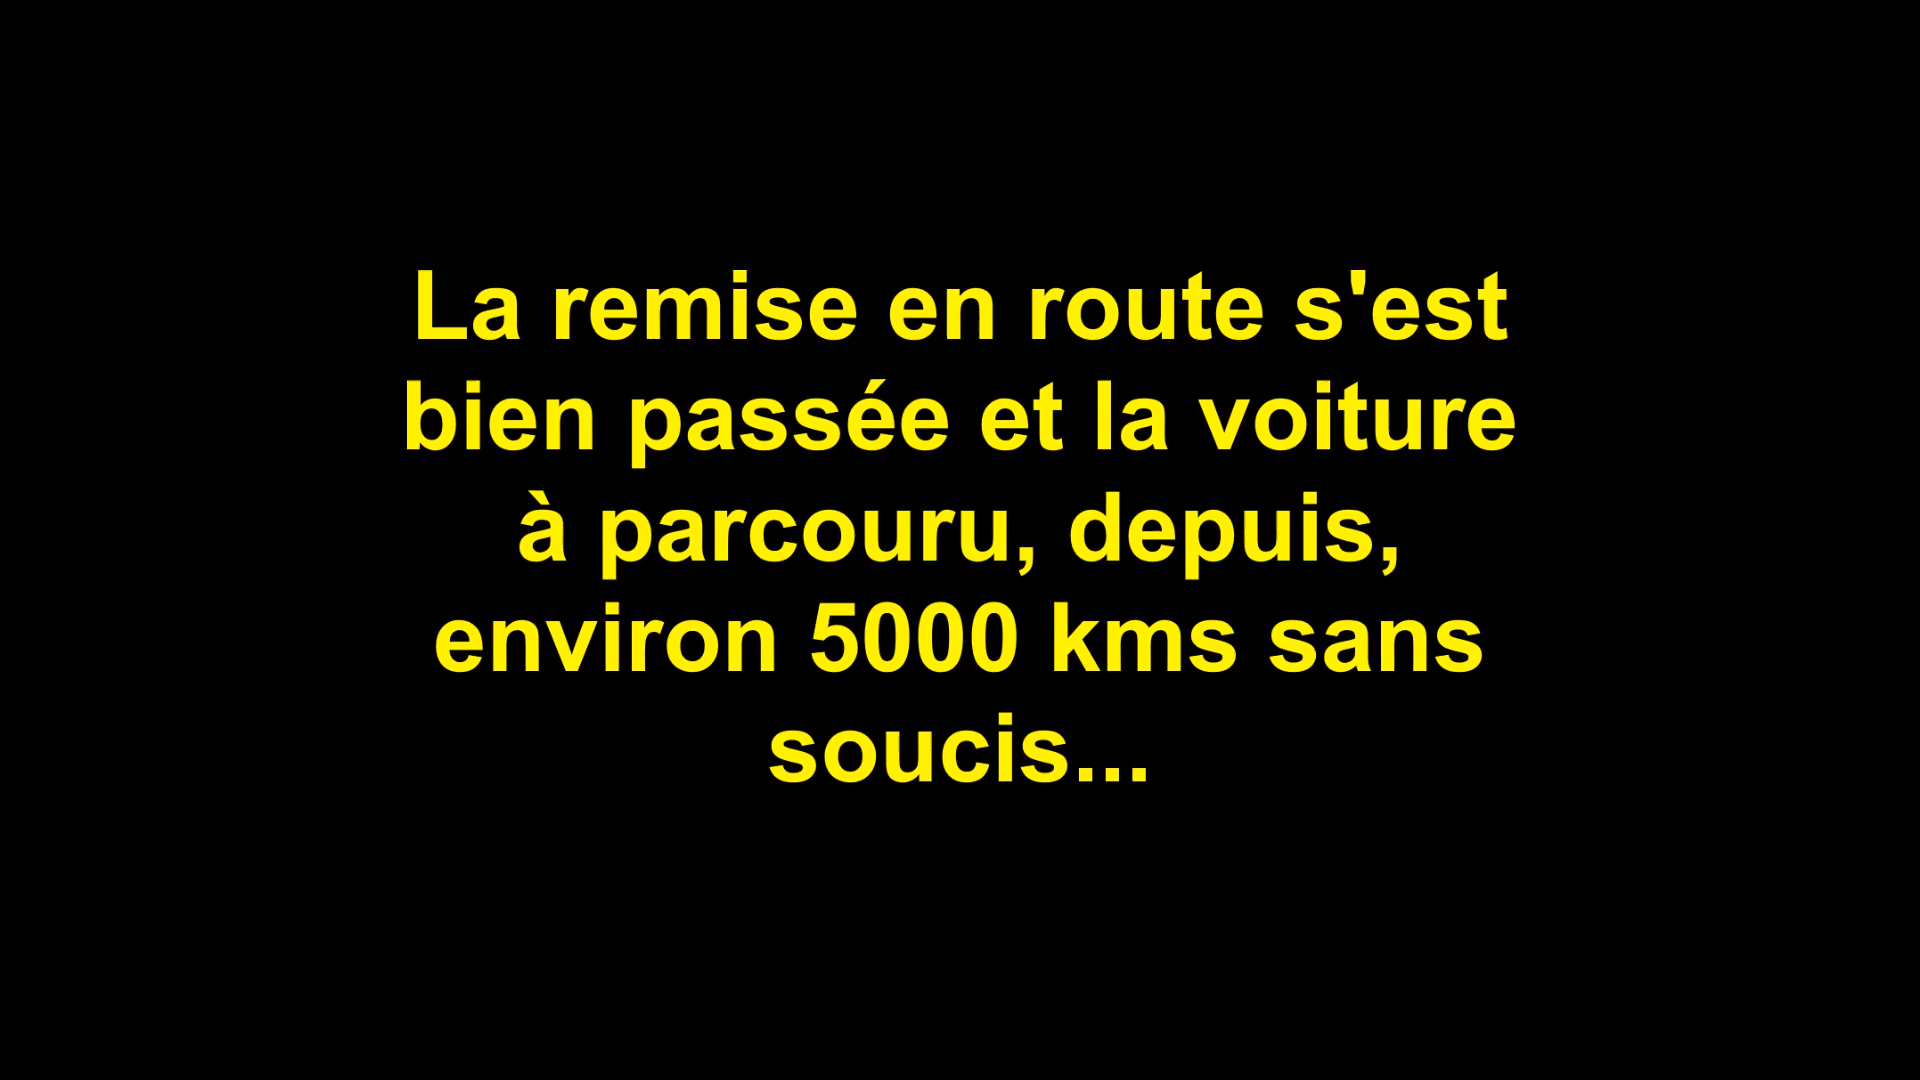 La remise en route s'est
bien passée et la voiture
à parcouru, depuis,
environ 5000 kms sans
soucis...